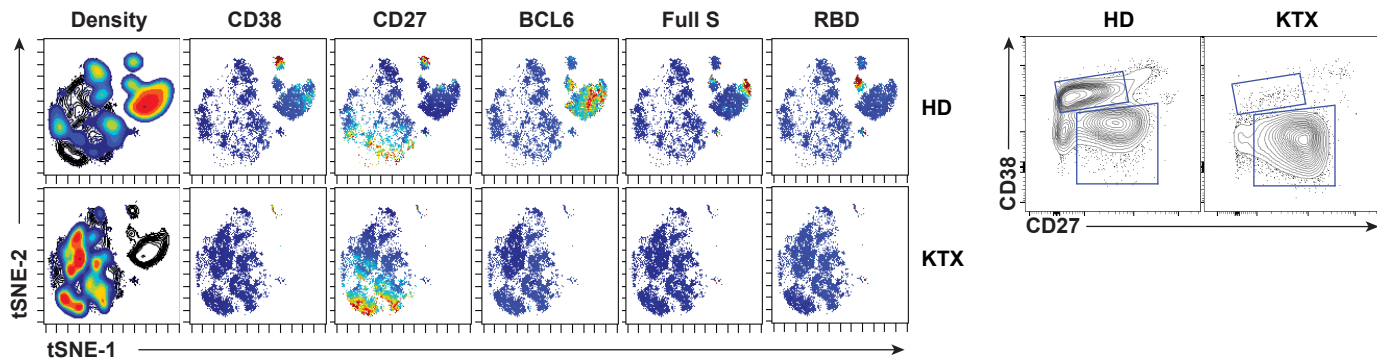 Density CD38 CD27 BCL6 Full S RBD
HD
KTX
tSNE-2
tSNE-1
HD KTX
CD38
CD27